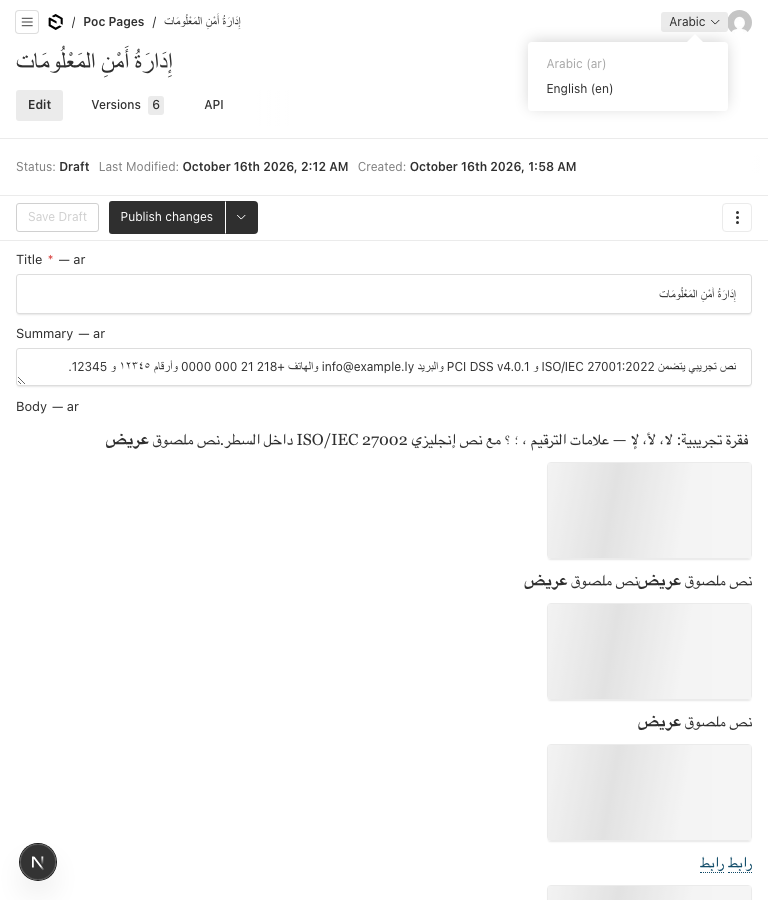 / Poc Pages / إِدَارَةُ أَمْنِ المَعْلُومَات
Arabic
Arabic (ar)
English (en)
إِدَارَةُ أَمْنِ المَعْلُومَات
Edit Versions 6 API
Status: Draft Last Modified: October 16th 2026, 2:12 AM Created: October 16th 2026, 1:58 AM
Save Draft Publish changes
Title * — ar
إِدَارَةُ أَمْنِ المَعْلُومَات
Summary — ar
نص تجريبي يتضمن ISO/IEC 27001:2022 و PCI DSS v4.0.1 والبريد info@example.ly والهاتف +218 21 000 0000 وأرقام ١٢٣٤٥ و 12345.
Body — ar
فقرة تجريبية: لا، لأ، لإ — علامات الترقيم ، ؛ ؟ مع نص إنجليزي ISO/IEC 27002 داخل السطر.نص ملصوق عريض
نص ملصوق عريضنص ملصوق عريض
نص ملصوق عريض
رابط رابط
N